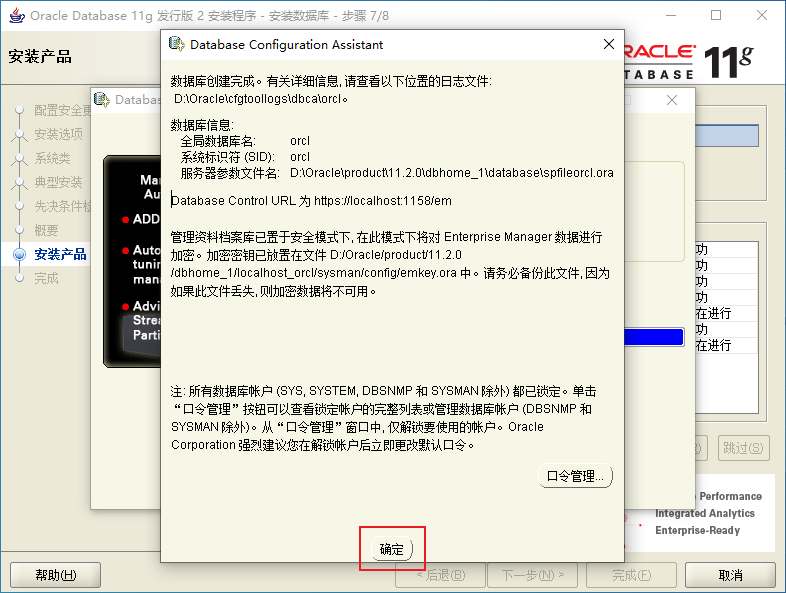 Oracle Database 11g 发行版 2 安装程序 - 安装数据库 - 步骤 7/8
安装产品
ORACLE
DATABASE 11g
配置安全更
安装选项
系统类
典型安装
先决条件检
概要
安装产品
完成
Databas
Ma
Au
ADD
Auto
tunin
man
Advi
Strea
Parti
Database Configuration Assistant
数据库创建完成。有关详细信息,请查看以下位置的日志文件:
D:\Oracle\cfgtoollogs\dbca\orcl。
数据库信息:
全局数据库名: orcl
系统标识符 (SID): orcl
服务器参数文件名: D:\Oracle\product\11.2.0\dbhome_1\database\spfileorcl.ora
Database Control URL 为 https://localhost:1158/em
管理资料档案库已置于安全模式下, 在此模式下将对 Enterprise Manager 数据进行
加密。加密密钥已放置在文件 D:/Oracle/product/11.2.0
/dbhome_1/localhost_orcl/sysman/config/emkey.ora 中。请务必备份此文件, 因为
如果此文件丢失, 则加密数据将不可用。
注: 所有数据库帐户 (SYS, SYSTEM, DBSNMP 和 SYSMAN 除外) 都已锁定。单击
“口令管理”按钮可以查看锁定帐户的完整列表或管理数据库帐户 (DBSNMP 和
SYSMAN 除外)。从“口令管理”窗口中, 仅解锁要使用的帐户。Oracle
Corporation 强烈建议您在解锁帐户后立即更改默认口令。
口令管理...
确定
功
功
功
功
在进行
功
在进行
跳过(S)
Performance
Integrated Analytics
Enterprise-Ready
帮助(H)
< 后退(B)
下一步(N) >
完成(F)
取消